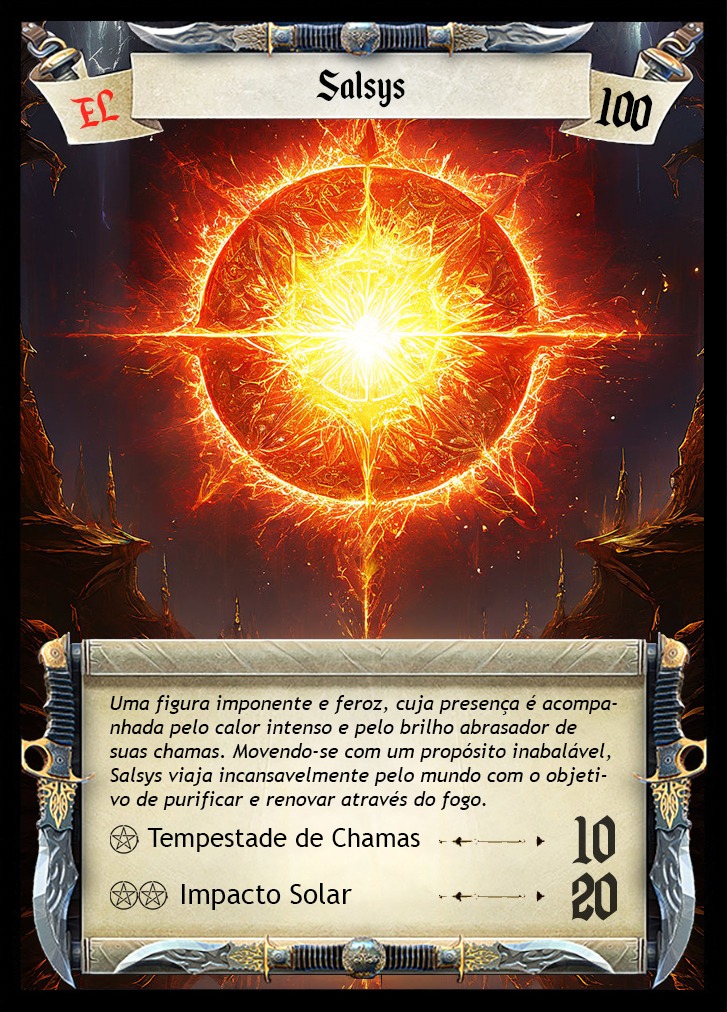 Salsys
EL
100
Uma figura imponente e feroz, cuja presença é acompa-
nhada pelo calor intenso e pelo brilho abrasador de
suas chamas. Movendo-se com um propósito inabalável,
Salsys viaja incansavelmente pelo mundo com o objeti-
vo de purificar e renovar através do fogo.
Tempestade de Chamas 10
Impacto Solar 20